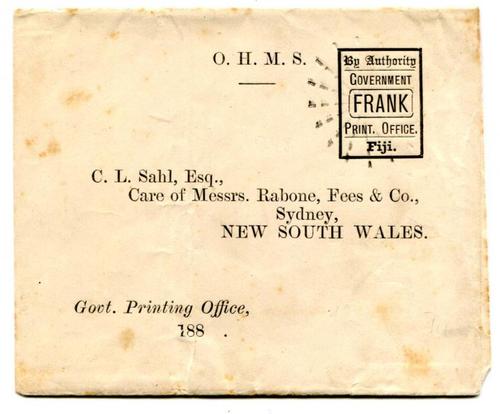 O. H. M. S.
By Authority
GOVERNMENT
FRANK
PRINT. OFFICE.
Fiji.
C. L. Sahl, Esq.,
Care of Messrs. Rabone, Fees & Co.,
Sydney,
NEW SOUTH WALES.
Govt. Printing Office,
188 .